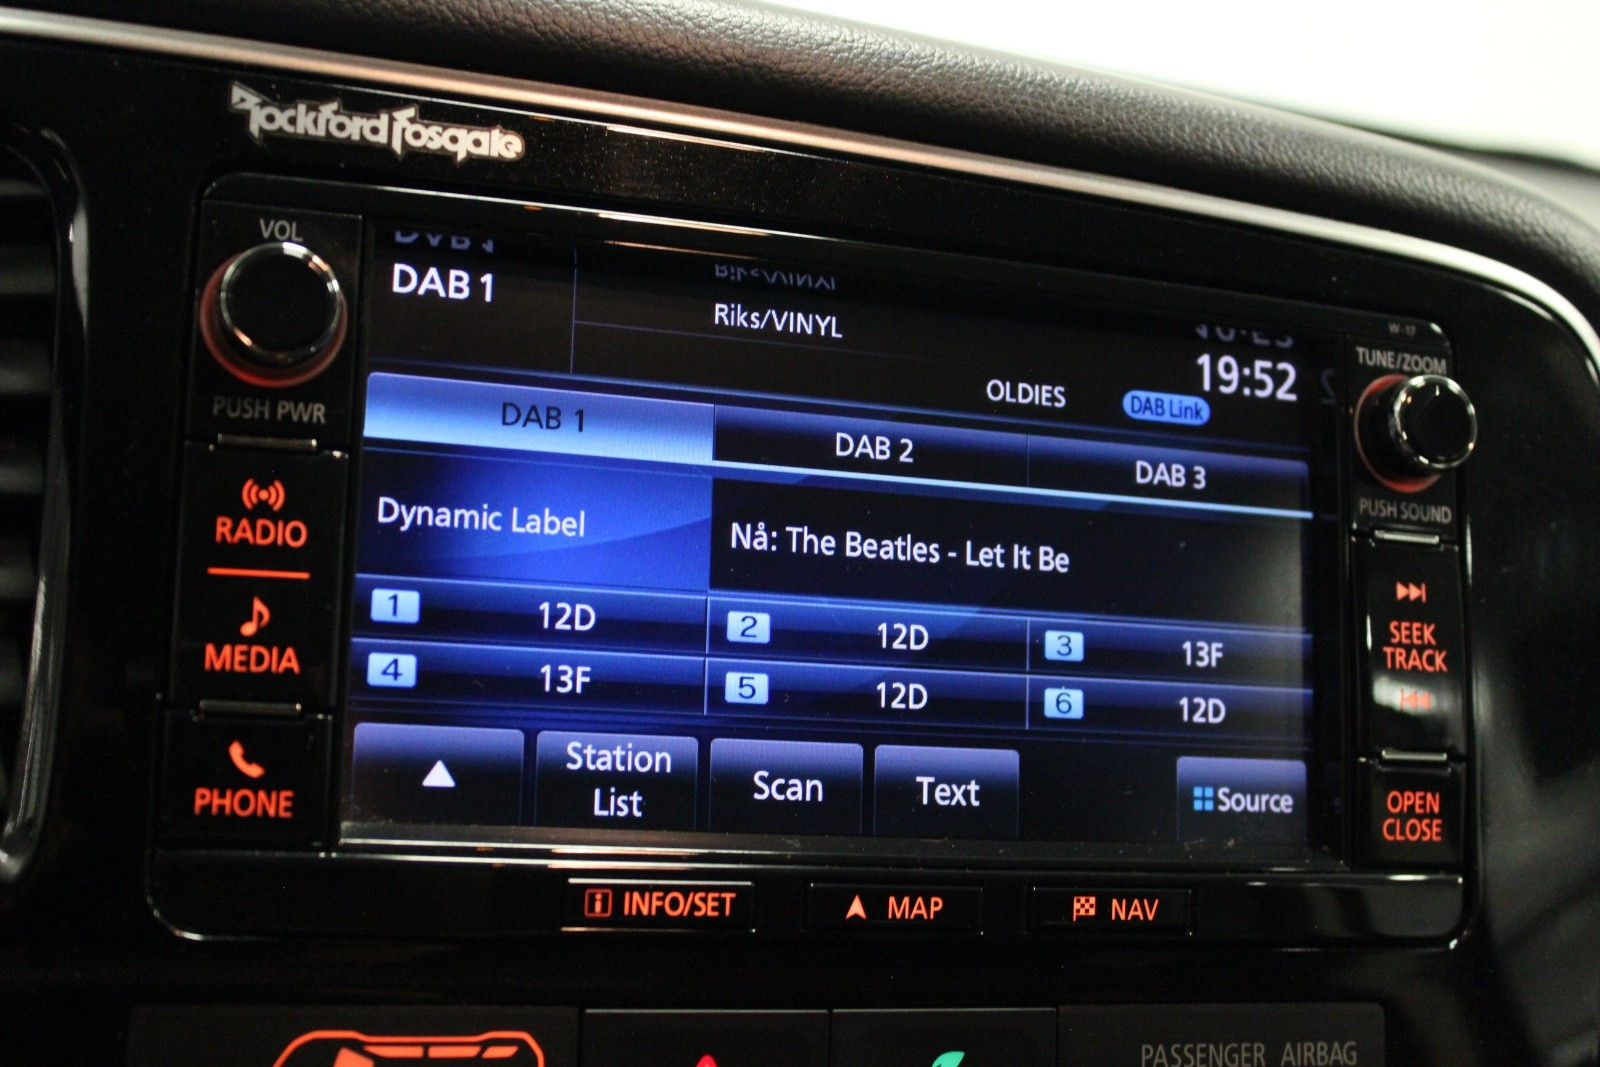 Rockford Fosgate
VOL
PUSH PWR
RADIO
MEDIA
PHONE
DAB 1
Riks/VINYL
OLDIES
DAB Link
19:52
DAB 1
DAB 2
DAB 3
Dynamic Label
Nå: The Beatles - Let It Be
1 12D
2 12D
3 13F
4 13F
5 12D
6 12D
Station
List
Scan
Text
Source
W-17
TUNE/ZOOM
PUSH SOUND
SEEK
TRACK
OPEN
CLOSE
INFO/SET
MAP
NAV
PASSENGER AIRBAG